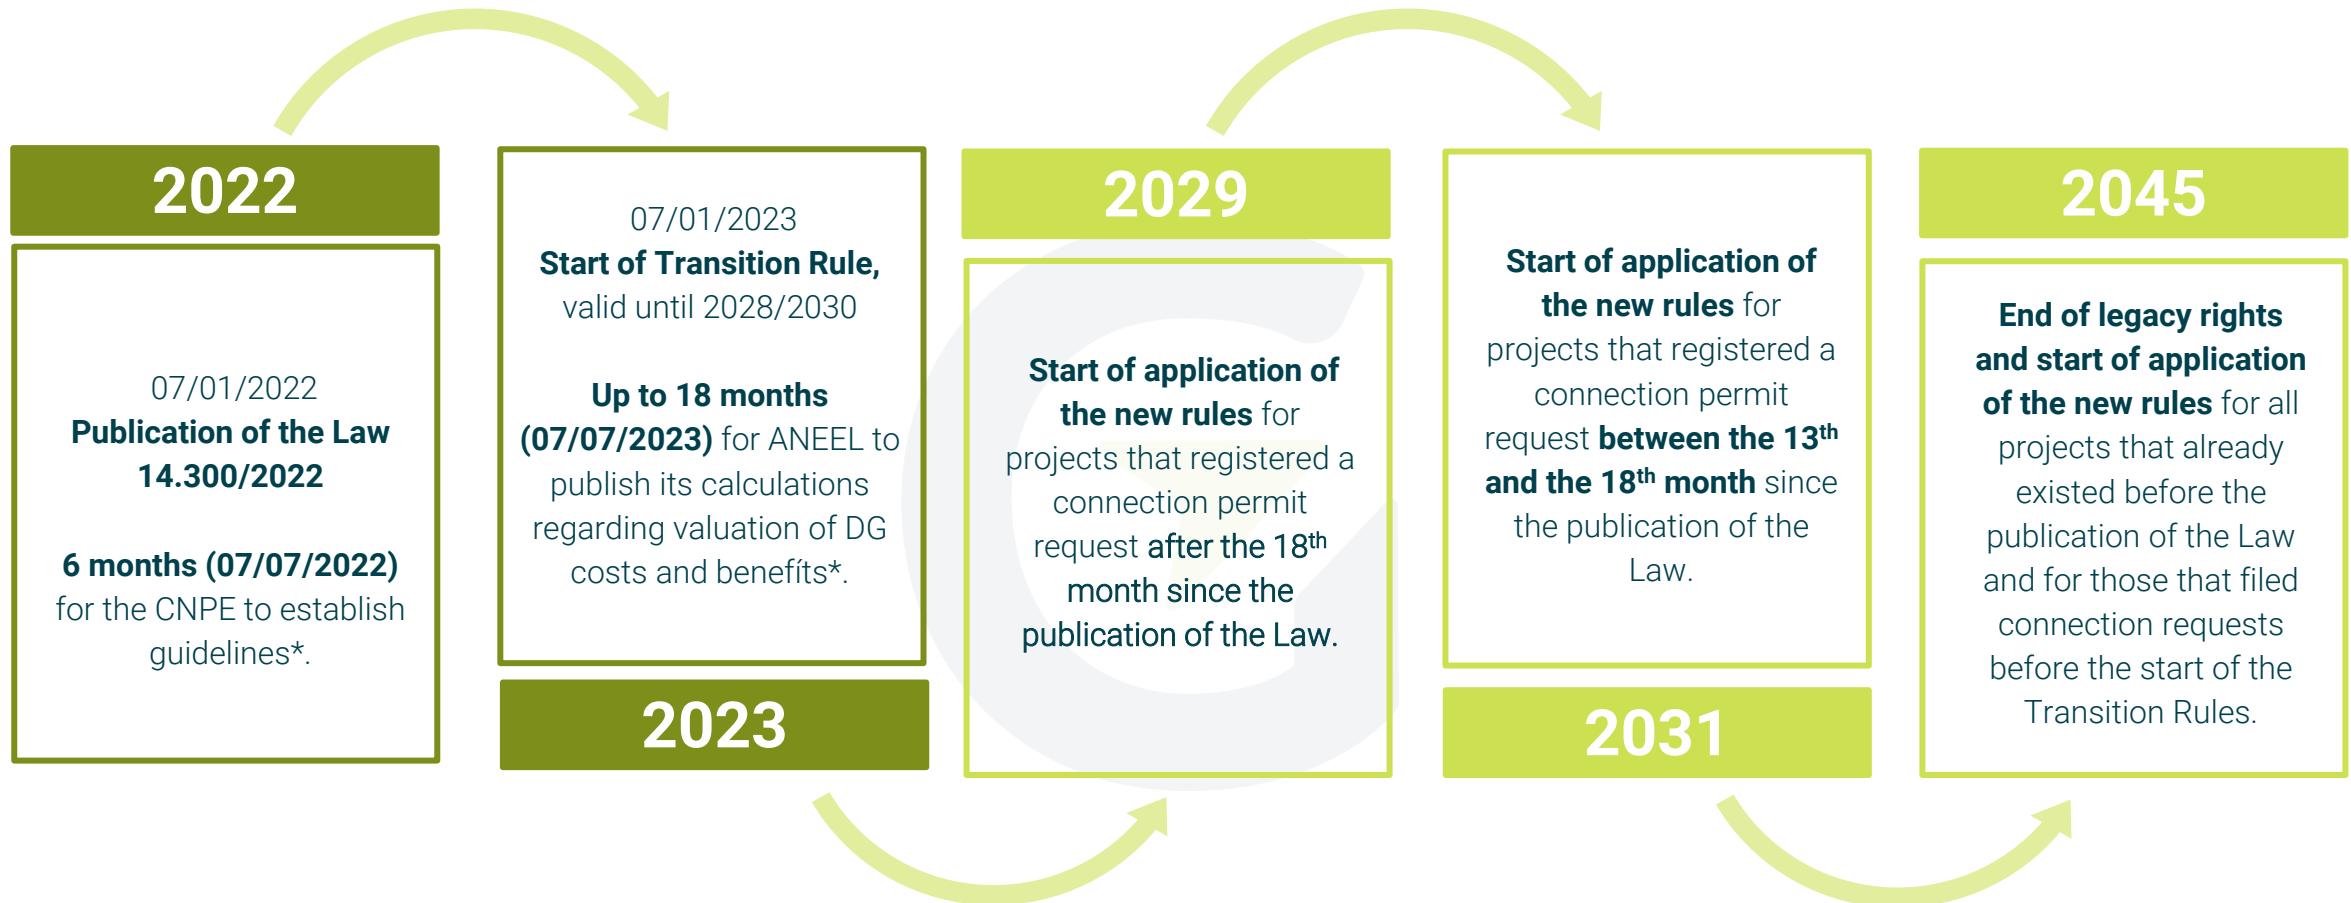 2022
07/01/2022
Publication of the Law
14.300/2022
6 months (07/07/2022)
for the CNPE to establish
guidelines*.
07/01/2023
Start of Transition Rule,
valid until 2028/2030
Up to 18 months
(07/07/2023) for ANEEL to
publish its calculations
regarding valuation of DG
costs and benefíts*.
2023
2029
Start of application of
the new rules for
projects that registered a
connection permit
request after the 18th
month since the
publication of the Law.
Start of application of
the new rules for
projects that registered a
connection permit
request between the 13th
and the 18th month since
the publication of the
Law.
2031
2045
End of legacy rights
and start of application
of the new rules for all
projects that already
existed before the
publication of the Law
and for those that filed
connection requests
before the start of the
Transition Rules.